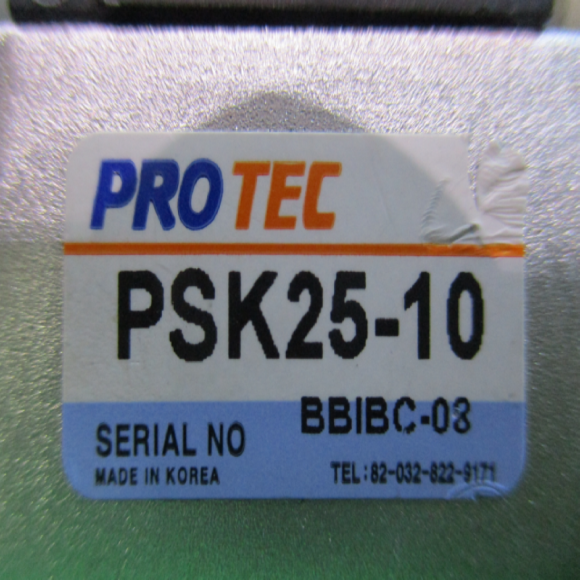 PROTEC
PSK25-10
SERIAL NO BBIBC-08
MADE IN KOREA TEL:82-032-822-9171